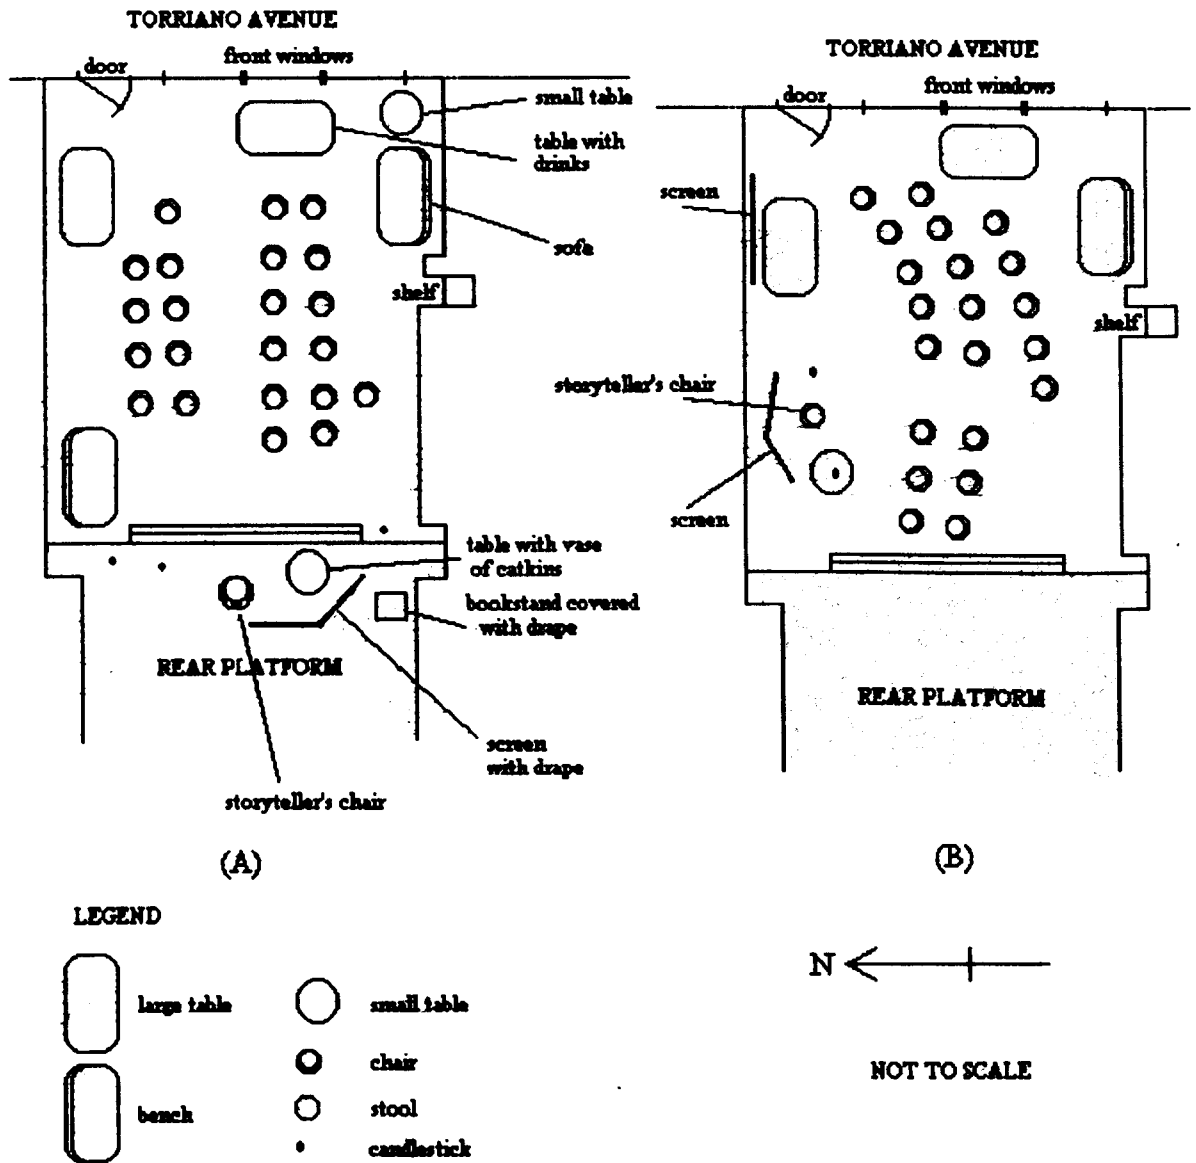 TORRIANO AVENUE
door
front windows
small table
table with
drinks
sofa
shelf
table with vase
of catkins
bookstand covered
with drape
REAR PLATFORM
screen
with drape
storyteller's chair
(A)
TORRIANO AVENUE
door
front windows
screen
shelf
storyteller's chair
screen
REAR PLATFORM
(B)
LEGEND
large table
small table
chair
bench
stool
candlestick
N
NOT TO SCALE